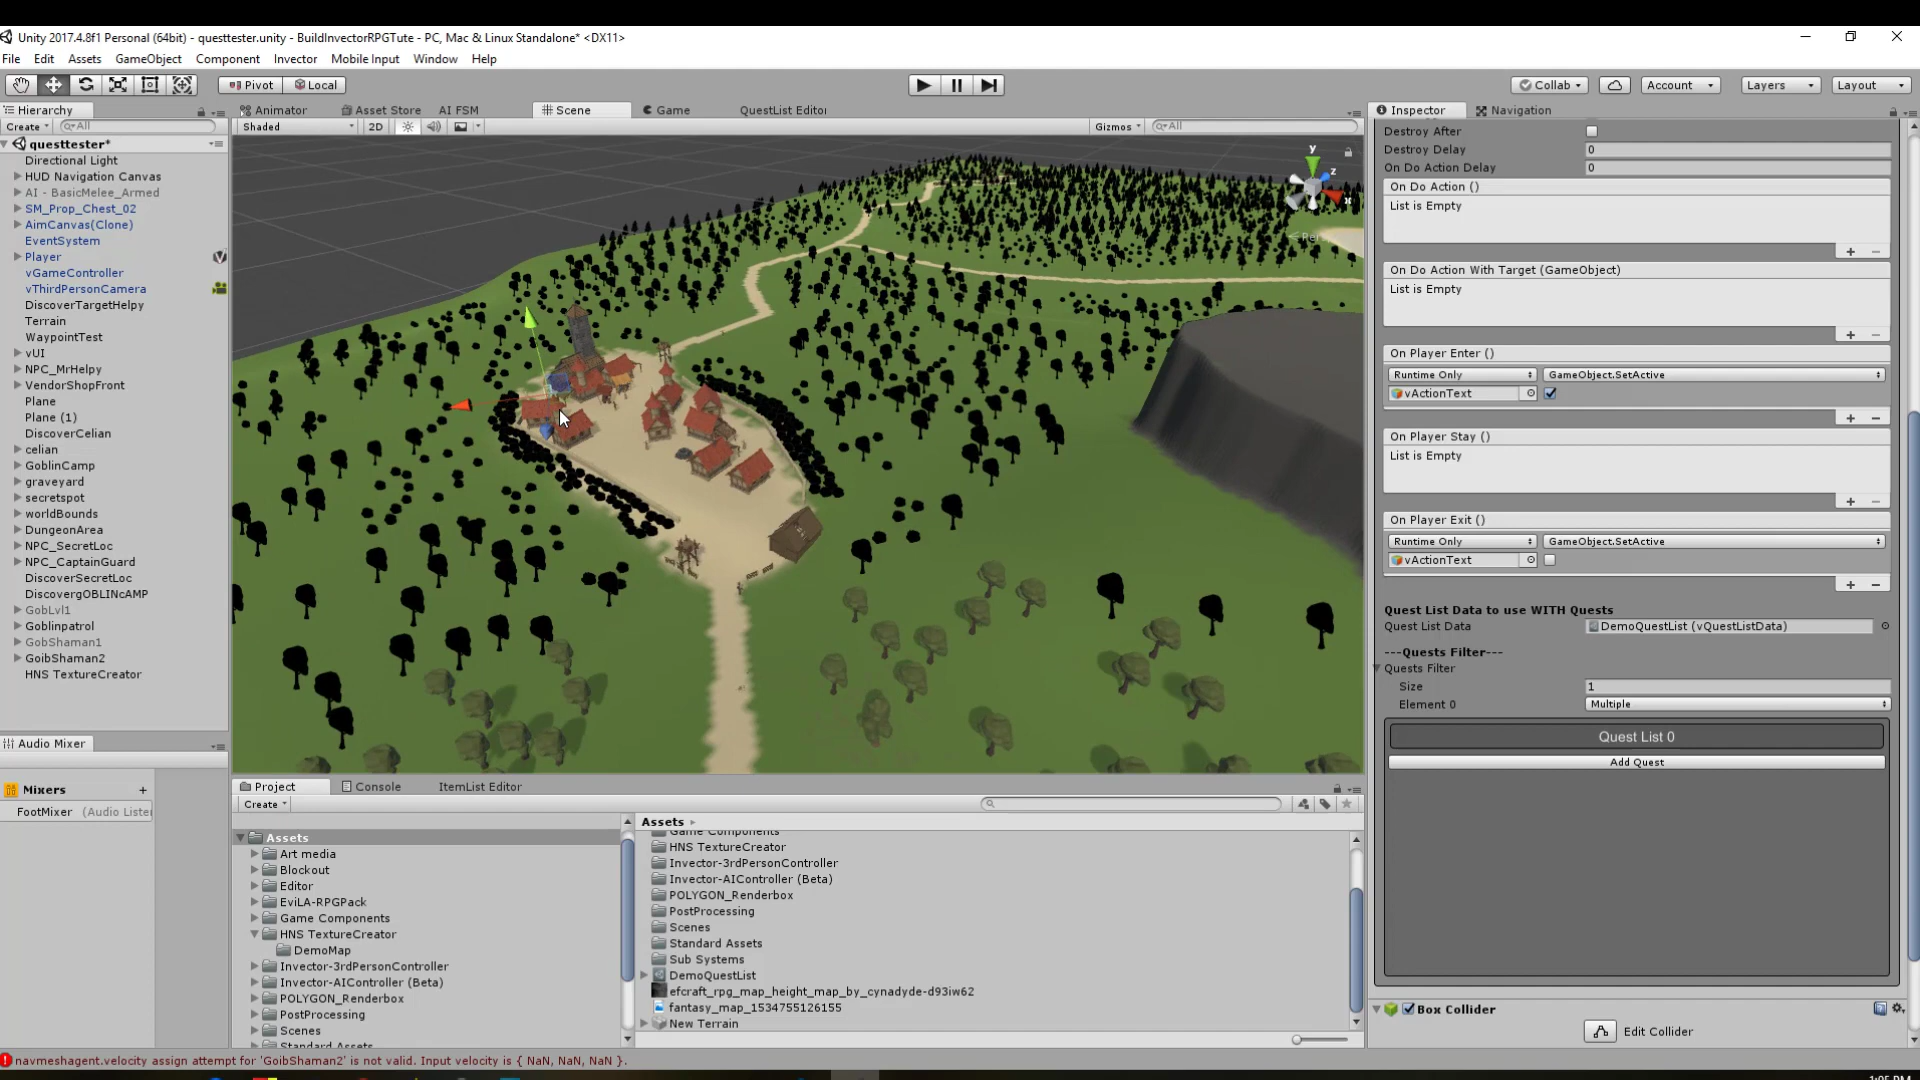 Unity 2017.4.8f1 Personal (64bit) - questtester.unity - BuildInvectorRPGTute - PC, Mac & Linux Standalone* <DX11>
File Edit Assets GameObject Component Invector Mobile Input Window Help
Pivot Local Collab Account Layers Layout
Hierarchy
Create All
questtester*
Directional Light
HUD Navigation Canvas
AI - BasicMelee_Armed
SM_Prop_Chest_02
AimCanvas(Clone)
EventSystem
Player
vGameController
vThirdPersonCamera
DiscoverTargetHelpy
Terrain
WaypointTest
vUI
NPC_MrHelpy
VendorShopFront
Plane
Plane (1)
DiscoverCelian
celian
GoblinCamp
graveyard
secretspot
worldBounds
DungeonArea
NPC_SecretLoc
NPC_CaptainGuard
DiscoverSecretLoc
DiscovergOBLINcAMP
GobLvl1
Goblinpatrol
GobShaman1
GoibShaman2
HNS TextureCreator
Audio Mixer
Mixers +
FootMixer (Audio Listen
Animator Asset Store AI FSM Scene Game QuestList Editor
Shaded 2D Gizmos All
y
z
x
Project Console ItemList Editor
Create
Assets
Art media
Blockout
Editor
EviLA-RPGPack
Game Components
HNS TextureCreator
DemoMap
Invector-3rdPersonController
Invector-AIController (Beta)
POLYGON_Renderbox
PostProcessing
Scenes
Standard Assets
Assets
Game Components
HNS TextureCreator
Invector-3rdPersonController
Invector-AIController (Beta)
POLYGON_Renderbox
PostProcessing
Scenes
Standard Assets
Sub Systems
DemoQuestList
efcraft_rpg_map_height_map_by_cynadyde-d93iw62
fantasy_map_1534755126155
New Terrain
Inspector Navigation
Destroy After
Destroy Delay 0
On Do Action Delay 0
On Do Action ()
List is Empty
+ −
On Do Action With Target (GameObject)
List is Empty
+ −
On Player Enter ()
Runtime Only GameObject.SetActive
vActionText
+ −
On Player Stay ()
List is Empty
+ −
On Player Exit ()
Runtime Only GameObject.SetActive
vActionText
+ −
Quest List Data to use WITH Quests
Quest List Data DemoQuestList (vQuestListData)
---Quests Filter---
Quests Filter
Size 1
Element 0 Multiple
Quest List 0
Add Quest
Box Collider
Edit Collider
navmeshagent.velocity assign attempt for 'GoibShaman2' is not valid. Input velocity is { NaN, NaN, NaN }.